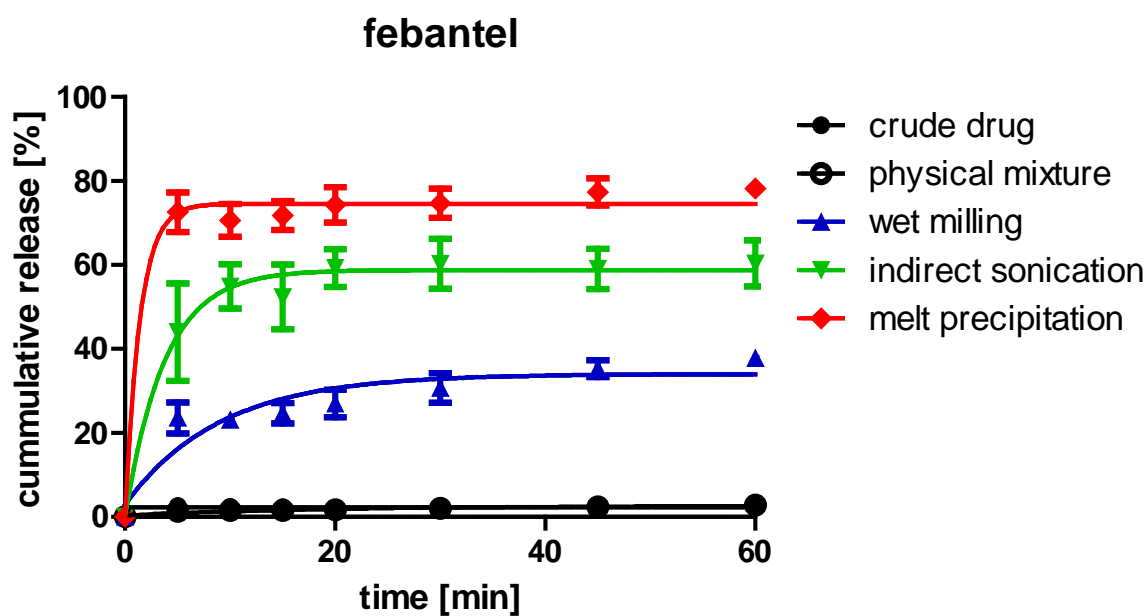 febantel
cummulative release [%]
100
80
60
40
20
0
0
20
40
60
time [min]
crude drug
physical mixture
wet milling
indirect sonication
melt precipitation